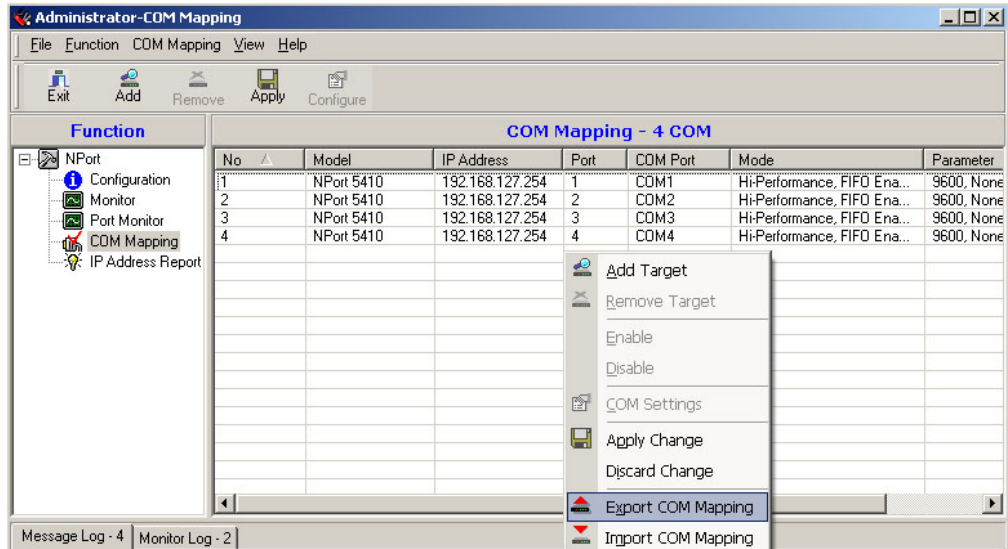 Administrator-COM Mapping
File Function COM Mapping View Help
Exit Add Remove Apply Configure
Function
COM Mapping - 4 COM
NPort
Configuration
Monitor
Port Monitor
COM Mapping
IP Address Report
No Model IP Address Port COM Port Mode Parameter
1 NPort 5410 192.168.127.254 1 COM1 Hi-Performance, FIFO Ena... 9600, None
2 NPort 5410 192.168.127.254 2 COM2 Hi-Performance, FIFO Ena... 9600, None
3 NPort 5410 192.168.127.254 3 COM3 Hi-Performance, FIFO Ena... 9600, None
4 NPort 5410 192.168.127.254 4 COM4 Hi-Performance, FIFO Ena... 9600, None
Add Target
Remove Target
Enable
Disable
COM Settings
Apply Change
Discard Change
Export COM Mapping
Import COM Mapping
Message Log - 4 Monitor Log - 2